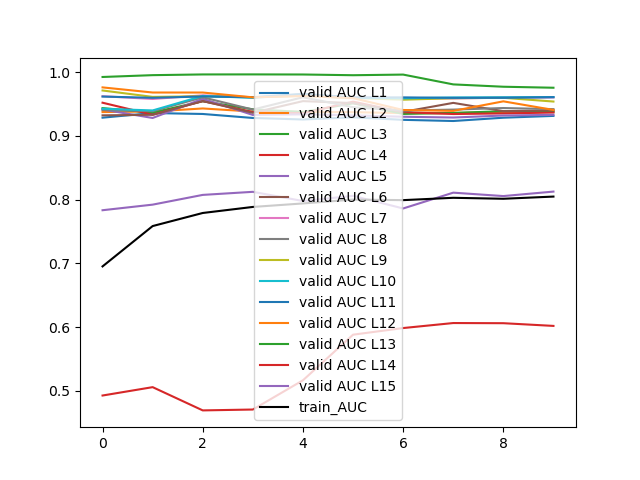 1.0
0.9
0.8
0.7
0.6
0.5
0
2
4
6
8
valid AUC L1
valid AUC L2
valid AUC L3
valid AUC L4
valid AUC L5
valid AUC L6
valid AUC L7
valid AUC L8
valid AUC L9
valid AUC L10
valid AUC L11
valid AUC L12
valid AUC L13
valid AUC L14
valid AUC L15
train_AUC